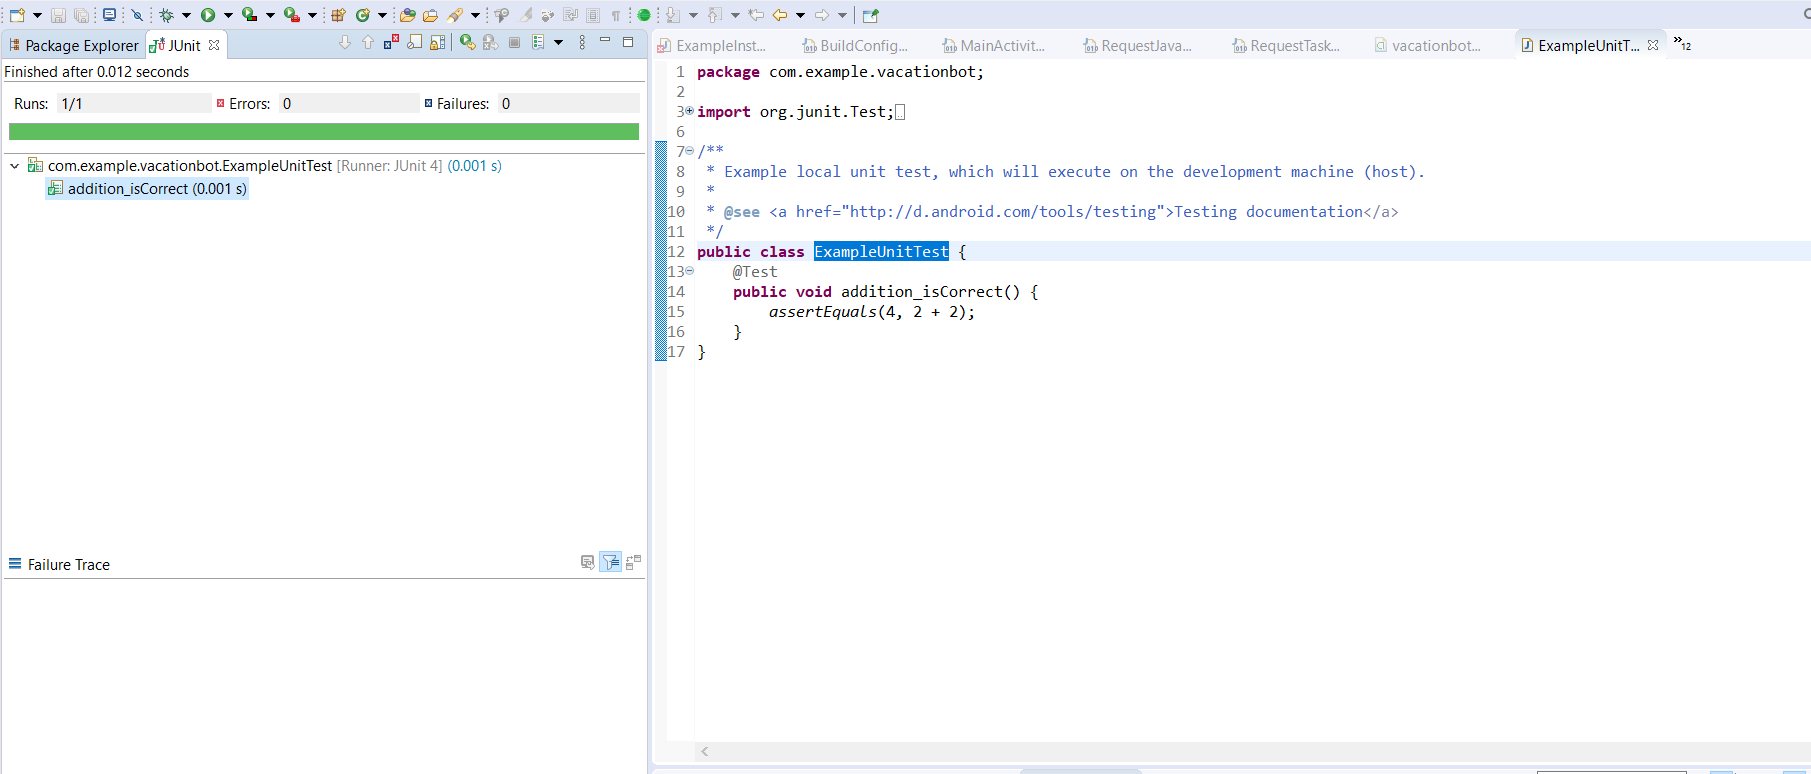 Package Explorer JUnit
Finished after 0.012 seconds
Runs: 1/1 Errors: 0 Failures: 0
com.example.vacationbot.ExampleUnitTest [Runner: JUnit 4] (0.001 s)
addition_isCorrect (0.001 s)
Failure Trace
ExampleInst... BuildConfig... MainActivit... RequestJava... RequestTask... vacationbot... ExampleUnitT... »12
1 package com.example.vacationbot;
2
3 import org.junit.Test;
6
7 /**
8 * Example local unit test, which will execute on the development machine (host).
9 *
10 * @see <a href="http://d.android.com/tools/testing">Testing documentation</a>
11 */
12 public class ExampleUnitTest {
13 @Test
14 public void addition_isCorrect() {
15 assertEquals(4, 2 + 2);
16 }
17 }